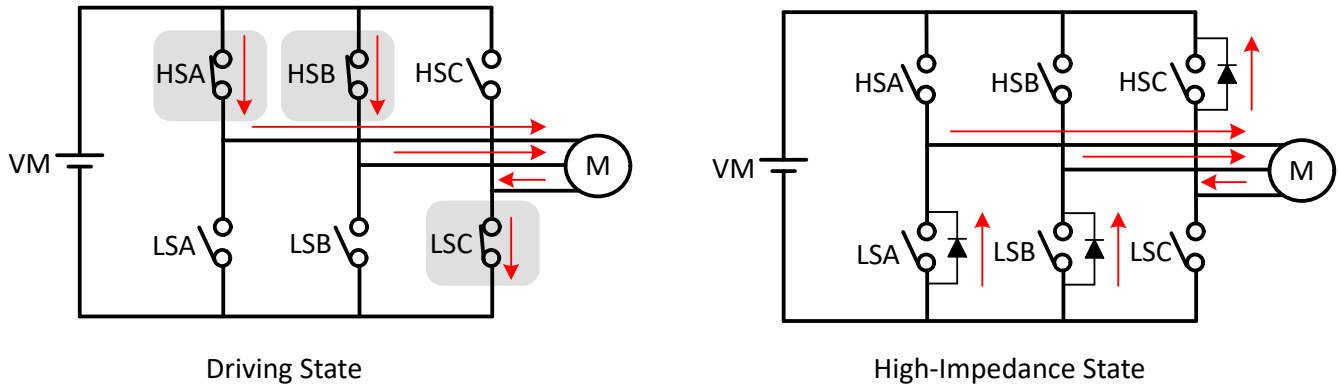 HSA HSB HSC
VM M
LSA LSB LSC
Driving State
HSA HSB HSC
VM M
LSA LSB LSC
High-Impedance State